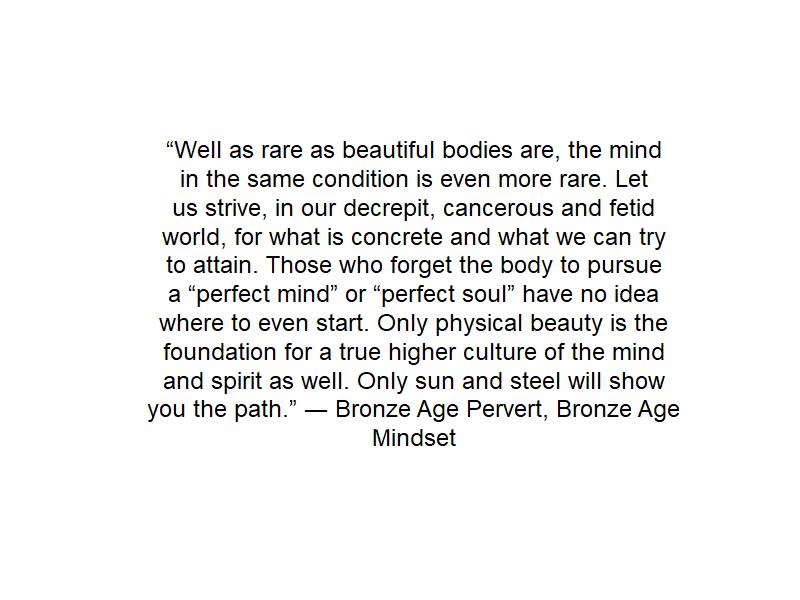 “Well as rare as beautiful bodies are, the mind
in the same condition is even more rare. Let
us strive, in our decrepit, cancerous and fetid
world, for what is concrete and what we can try
to attain. Those who forget the body to pursue
a “perfect mind” or “perfect soul” have no idea
where to even start. Only physical beauty is the
foundation for a true higher culture of the mind
and spirit as well. Only sun and steel will show
you the path.” — Bronze Age Pervert, Bronze Age
Mindset